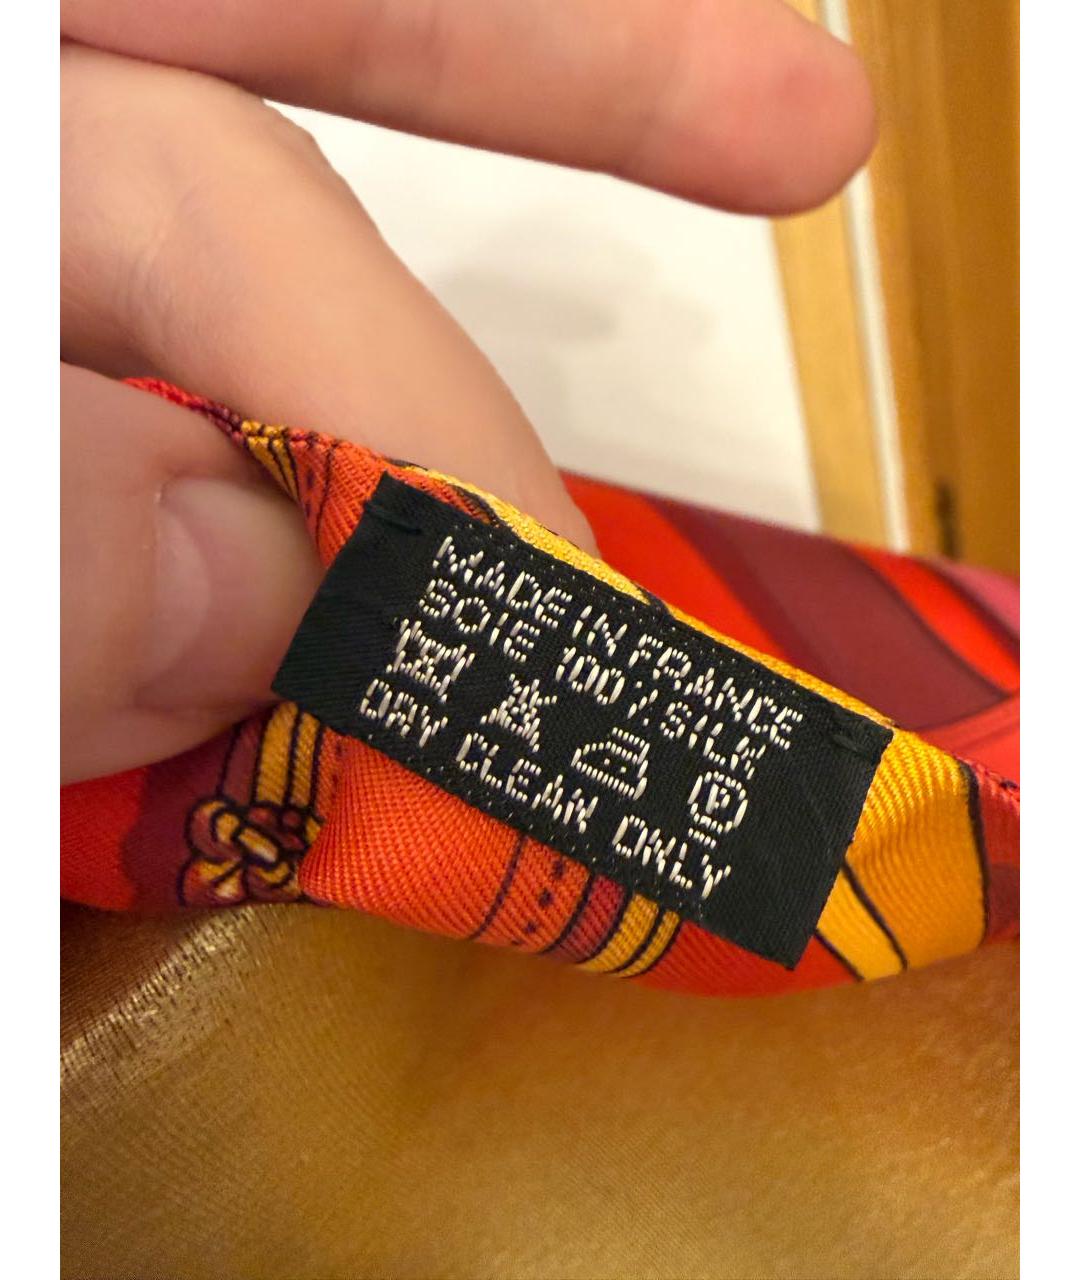 MADE IN FRANCE
SOIE 100% SILK
P
DRY CLEAN ONLY